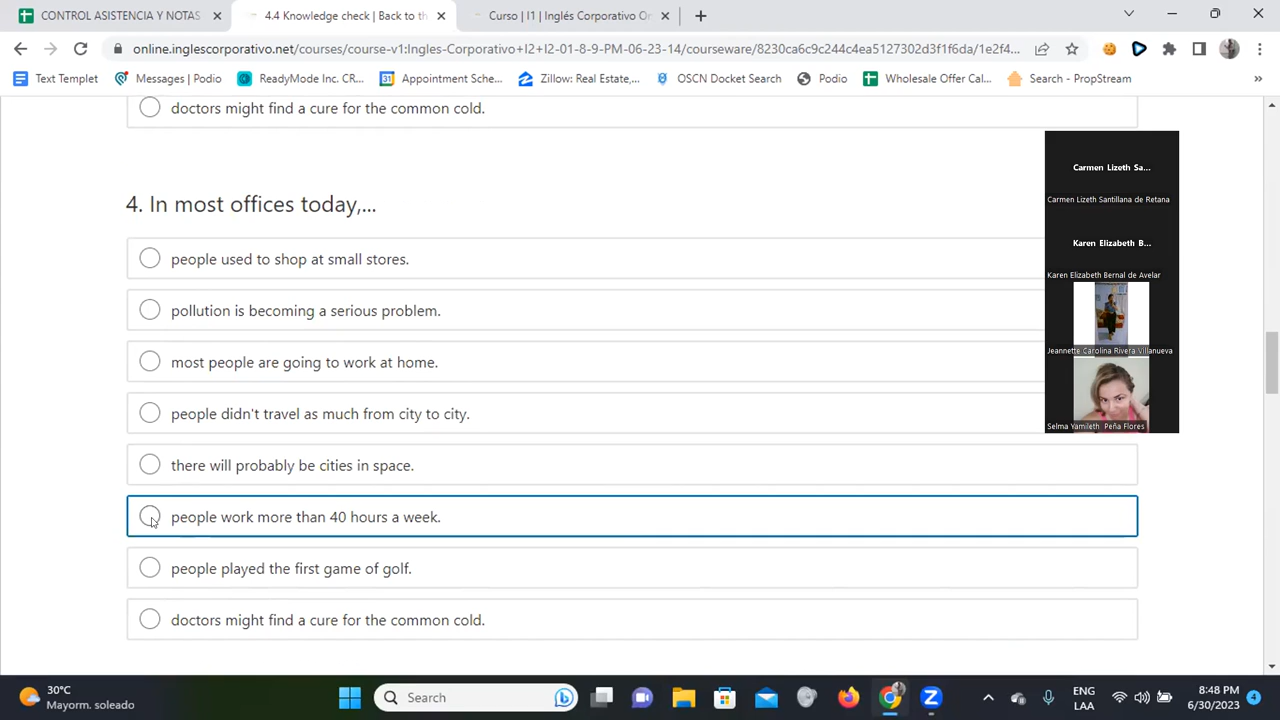 CONTROL ASISTENCIA Y NOTAS
4.4 Knowledge check | Back to th
Curso | I1 | Inglés Corporativo On
online.inglescorporativo.net/courses/course-v1:Ingles-Corporativo+I2+I2-01-8-9-PM-06-23-14/courseware/8230ca6c9c244c4ea5127302d3f1f6da/1e2f4...
Text Templet
Messages | Podio
ReadyMode Inc. CR...
Appointment Sche...
Zillow: Real Estate,...
OSCN Docket Search
Podio
Wholesale Offer Cal...
Search - PropStream
doctors might find a cure for the common cold.
4. In most offices today,...
people used to shop at small stores.
pollution is becoming a serious problem.
most people are going to work at home.
people didn't travel as much from city to city.
there will probably be cities in space.
people work more than 40 hours a week.
people played the first game of golf.
doctors might find a cure for the common cold.
Carmen Lizeth Sa...
Carmen Lizeth Santillana de Retana
Karen Elizabeth B...
Karen Elizabeth Bernal de Avelar
Jeannette Carolina Rivera Villanueva
Selma Yamileth Peña Flores
30°C
Mayorm. soleado
Search
ENG
LAA
8:48 PM
6/30/2023
4